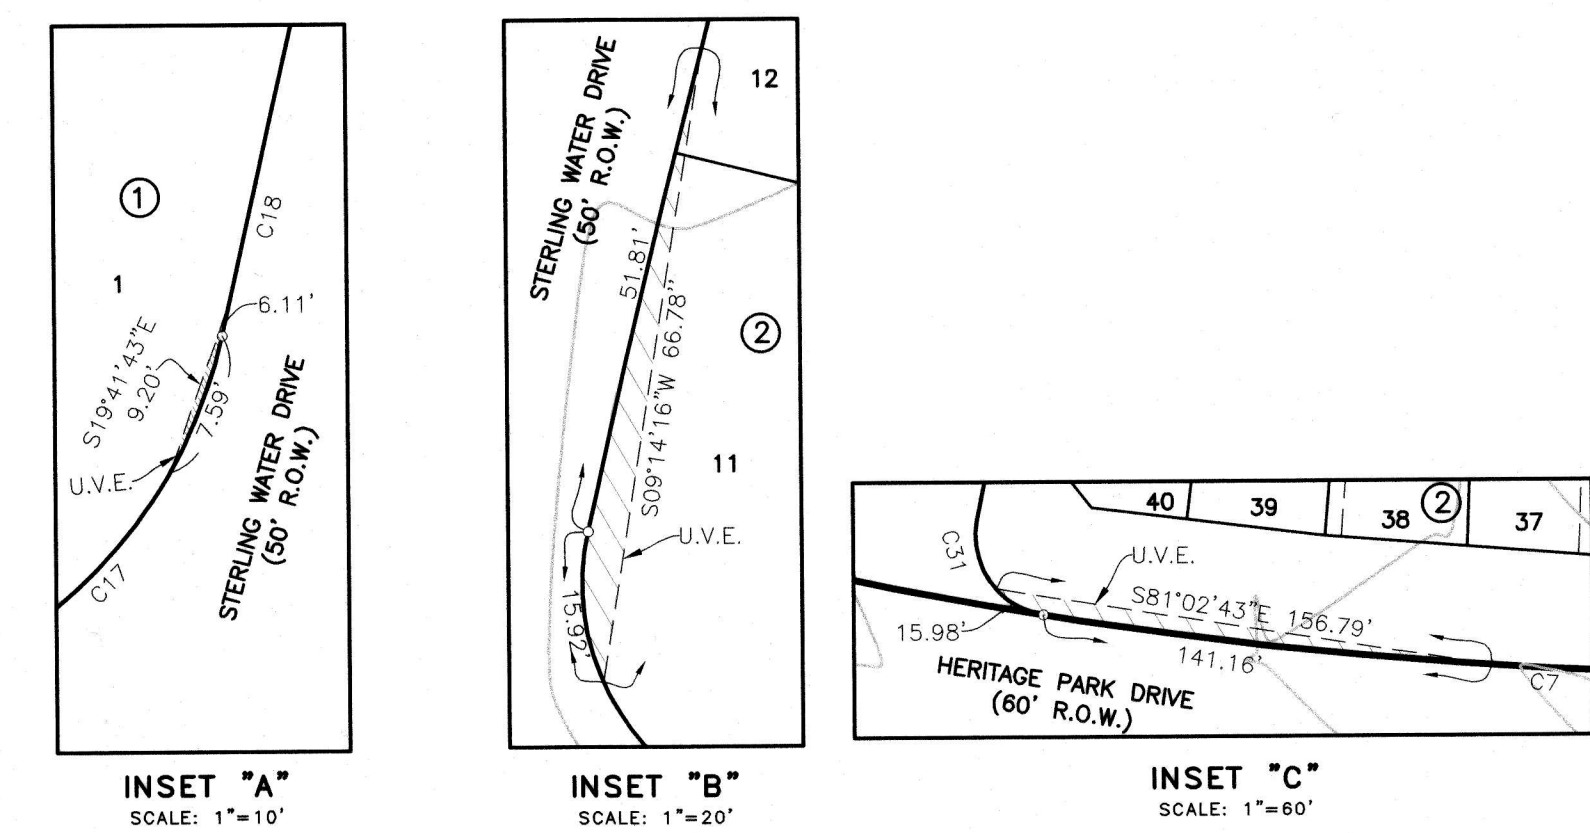 1
C18
1
6.11'
S19°41'43"E
9.20'
7.59'
U.V.E.
C17
STERLING WATER DRIVE
(50' R.O.W.)
INSET "A"
SCALE: 1"=10'
12
STERLING WATER DRIVE
(50' R.O.W.)
51.81'
S09°14'16"W 66.78''
2
11
U.V.E.
15.92'
INSET "B"
SCALE: 1"=20'
40
39
38
2
37
C31
U.V.E.
S81°02'43"E 156.79'
15.98'
141.16'
C7
HERITAGE PARK DRIVE
(60' R.O.W.)
INSET "C"
SCALE: 1"=60'